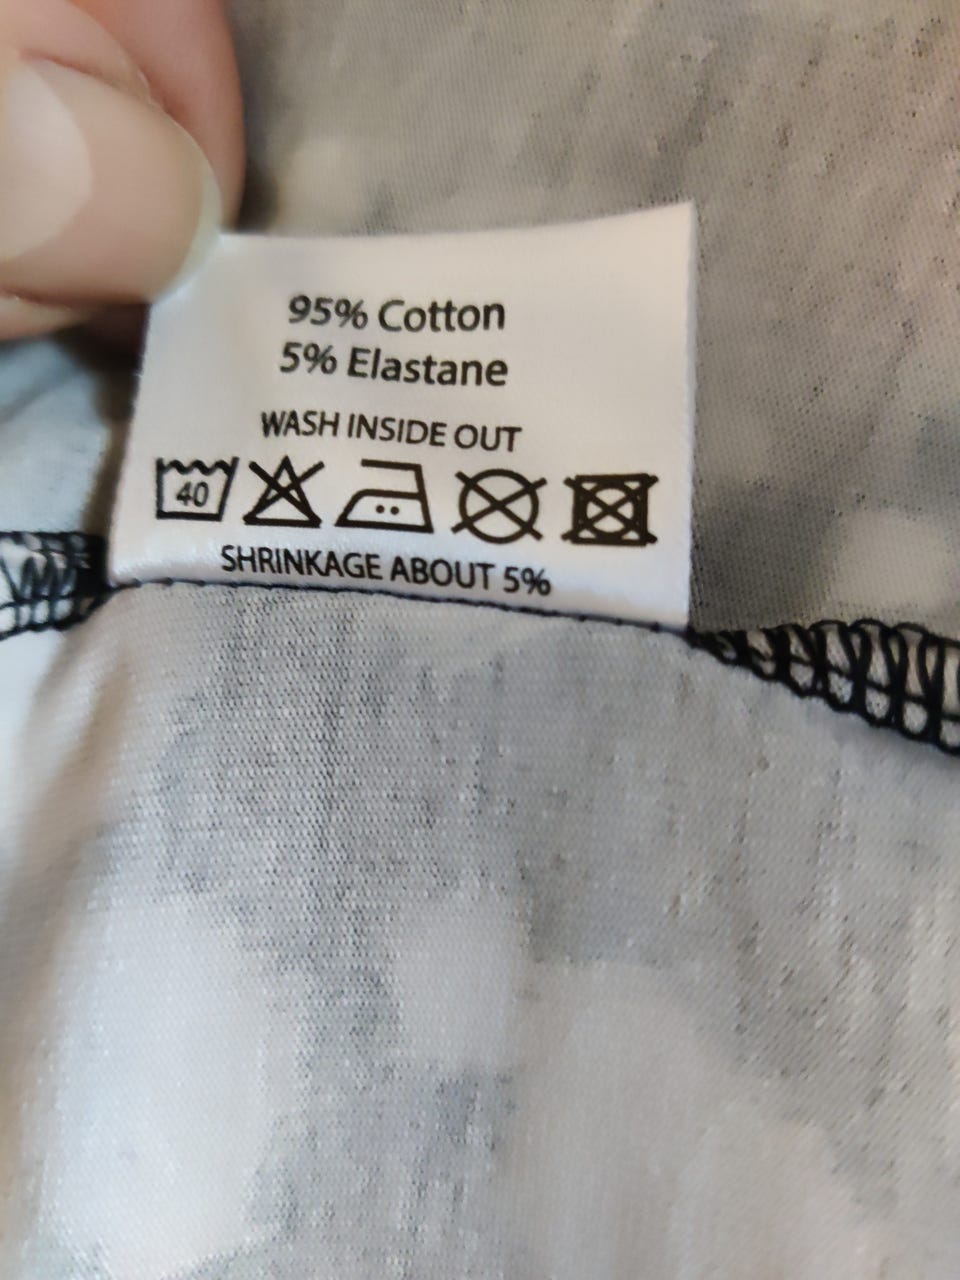 95% Cotton
5% Elastane
WASH INSIDE OUT
40
SHRINKAGE ABOUT 5%